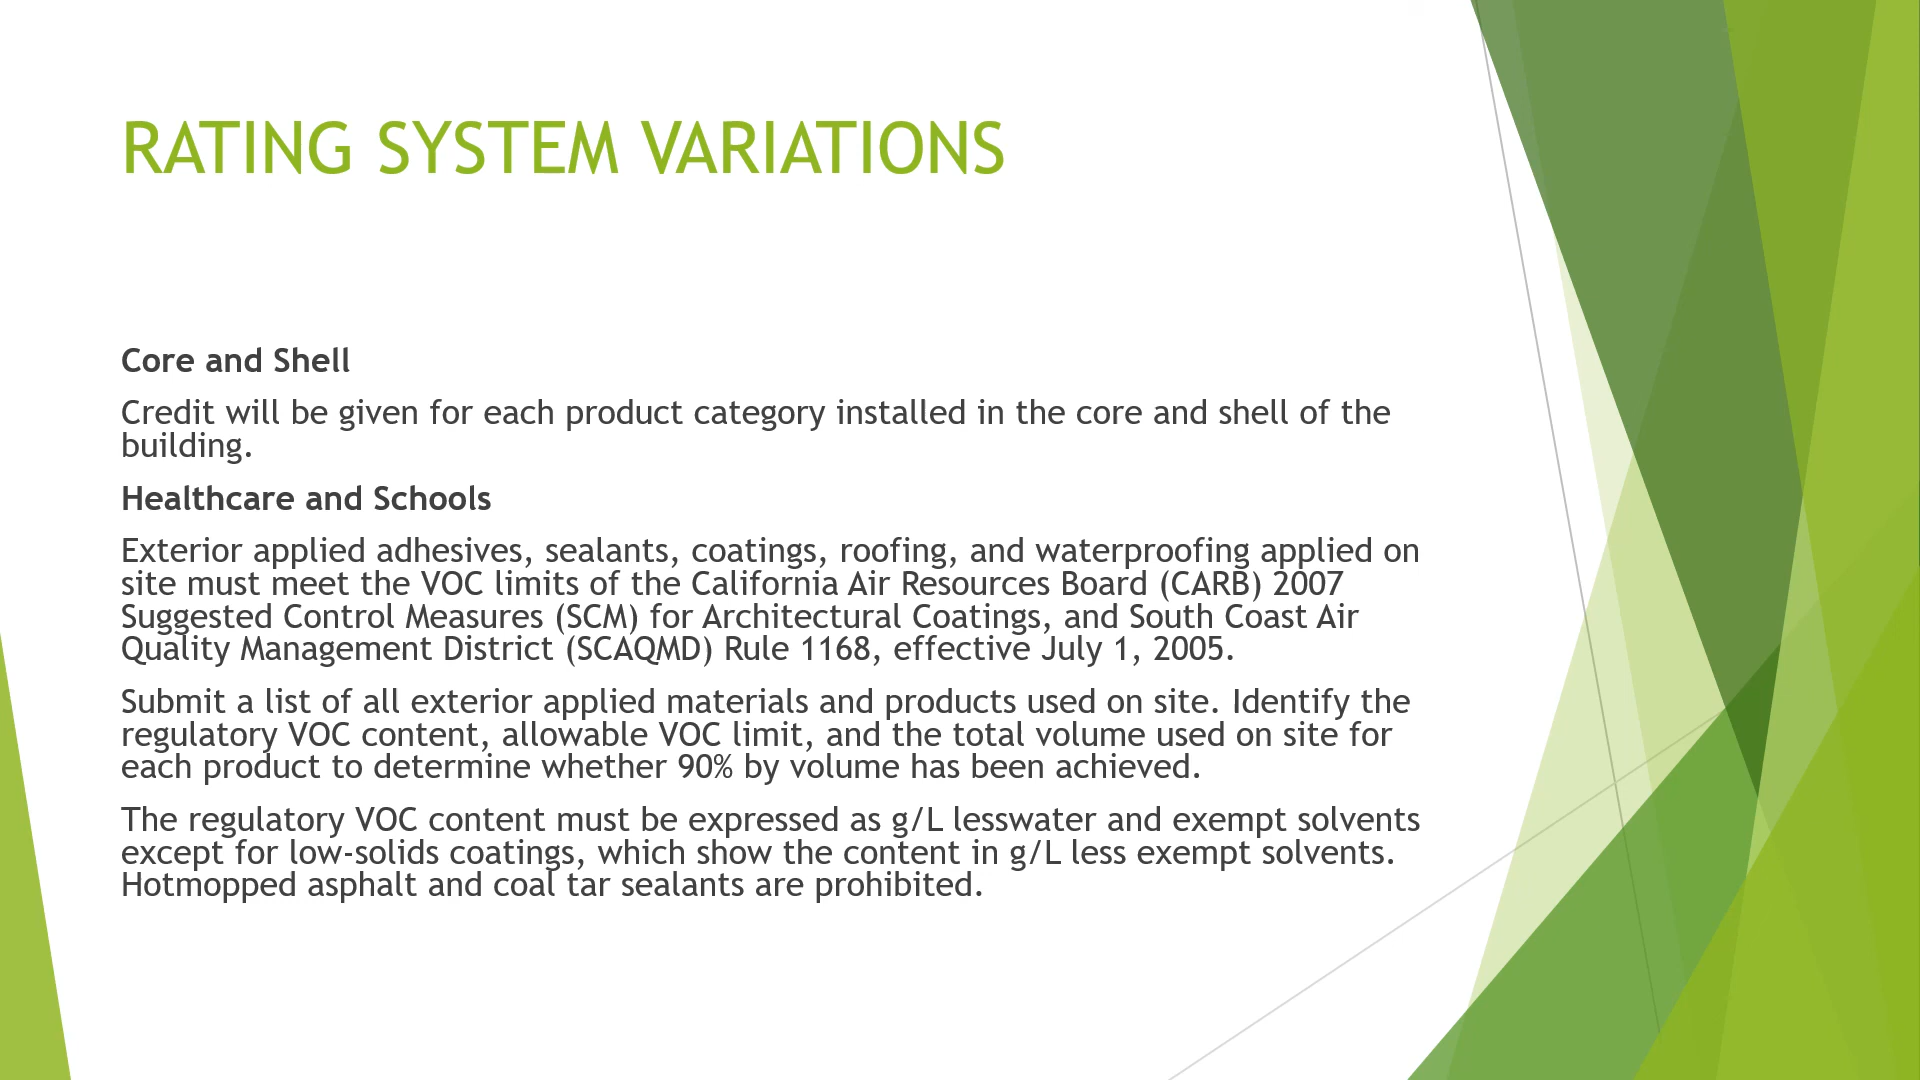 RATING SYSTEM VARIATIONS
Core and Shell
Credit will be given for each product category installed in the core and shell of the
building.
Healthcare and Schools
Exterior applied adhesives, sealants, coatings, roofing, and waterproofing applied on
site must meet the VOC limits of the California Air Resources Board (CARB) 2007
Suggested Control Measures (SCM) for Architectural Coatings, and South Coast Air
Quality Management District (SCAQMD) Rule 1168, effective July 1, 2005.
Submit a list of all exterior applied materials and products used on site. Identify the
regulatory VOC content, allowable VOC limit, and the total volume used on site for
each product to determine whether 90% by volume has been achieved.
The regulatory VOC content must be expressed as g/L lesswater and exempt solvents
except for low-solids coatings, which show the content in g/L less exempt solvents.
Hotmopped asphalt and coal tar sealants are prohibited.